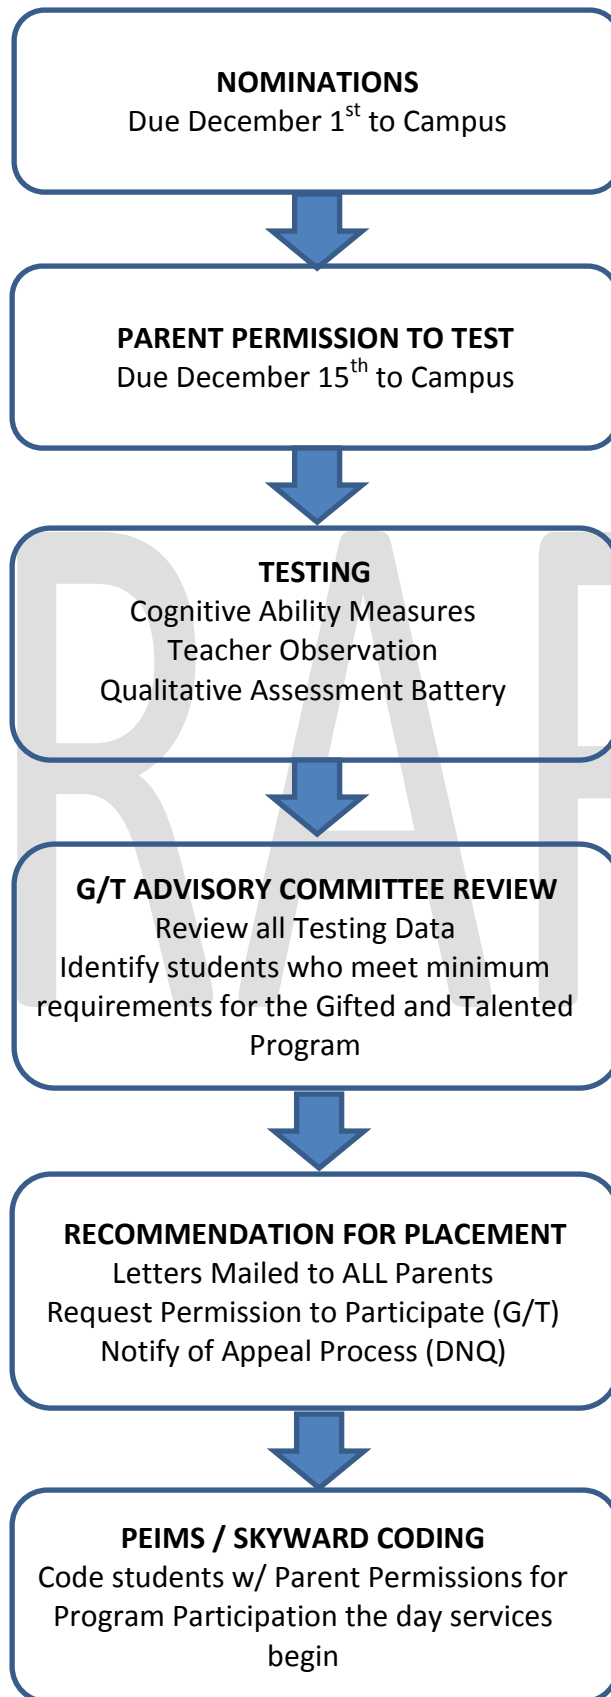 NOMINATIONS
Due December 1st to Campus
PARENT PERMISSION TO TEST
Due December 15th to Campus
TESTING
Cognitive Ability Measures
Teacher Observation
Qualitative Assessment Battery
G/T ADVISORY COMMITTEE REVIEW
Review all Testing Data
Identify students who meet minimum
requirements for the Gifted and Talented
Program
RECOMMENDATION FOR PLACEMENT
Letters Mailed to ALL Parents
Request Permission to Participate (G/T)
Notify of Appeal Process (DNQ)
PEIMS / SKYWARD CODING
Code students w/ Parent Permissions for
Program Participation the day services
begin